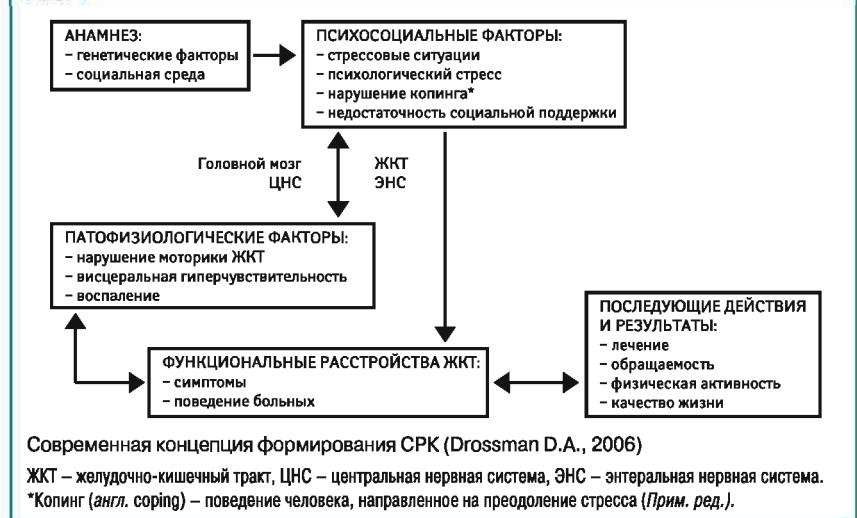 АНАМНЕЗ:
– генетические факторы
– социальная среда
ПСИХОСОЦИАЛЬНЫЕ ФАКТОРЫ:
– стрессовые ситуации
– психологический стресс
– нарушение копинга*
– недостаточность социальной поддержки
Головной мозг
ЦНС
ЖКТ
ЭНС
ПАТОФИЗИОЛОГИЧЕСКИЕ ФАКТОРЫ:
– нарушение моторики ЖКТ
– висцеральная гиперчувствительность
– воспаление
ФУНКЦИОНАЛЬНЫЕ РАССТРОЙСТВА ЖКТ:
– симптомы
– поведение больных
ПОСЛЕДУЮЩИЕ ДЕЙСТВИЯ
И РЕЗУЛЬТАТЫ:
– лечение
– обращаемость
– физическая активность
– качество жизни
Современная концепция формирования СРК (Drossman D.A., 2006)
ЖКТ – желудочно-кишечный тракт, ЦНС – центральная нервная система, ЭНС – энтеральная нервная система.
*Копинг (англ. coping) – поведение человека, направленное на преодоление стресса (Прим. ред.).